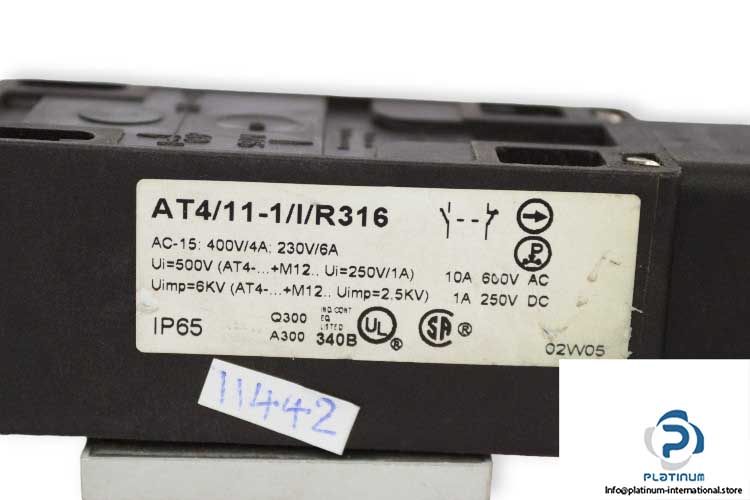 AT4/11-1/I/R316
AC-15: 400V/4A: 230V/6A
Ui=500V (AT4-...+M12.. Ui=250V/1A) 10A 600V AC
Uimp=6KV (AT4-...+M12.. Uimp=2.5KV) 1A 250V DC
IP65
Q300 IND.CONT
EQ
A300 LISTED
340B UL ® SA ®
02W05
11442
PLATINUM
Info@platinum-international.store